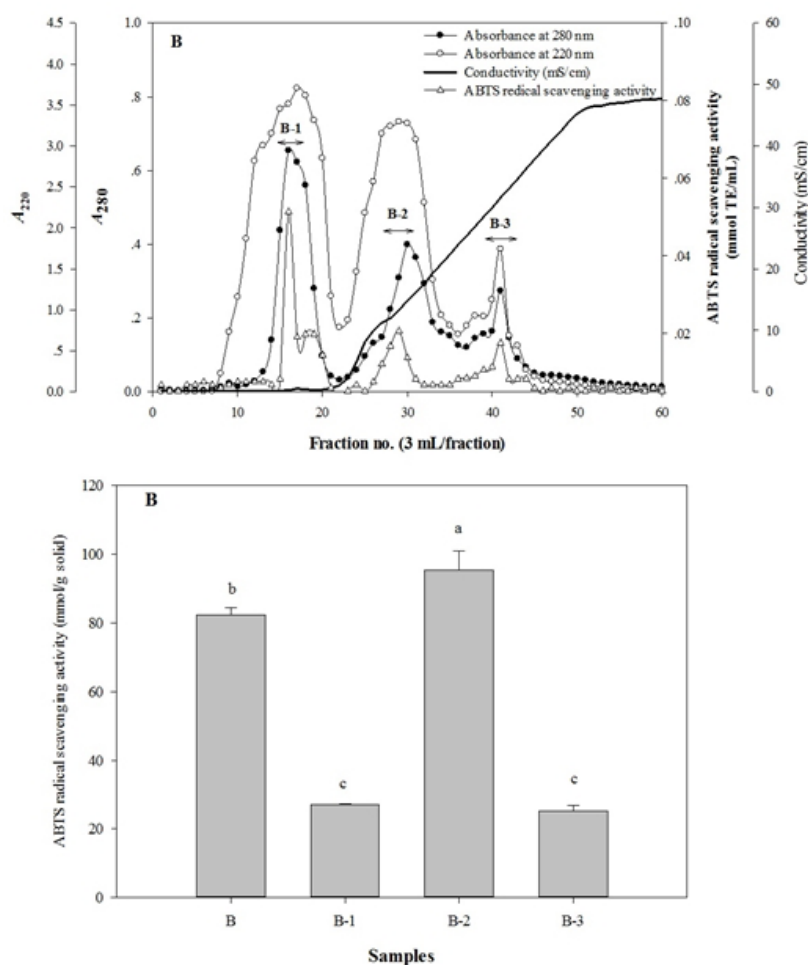 B
Absorbance at 280 nm
Absorbance at 220 nm
Conductivity (mS/cm)
ABTS redical scavenging activity
B-1
B-2
B-3
4.5
4.0
3.5
3.0
2.5
2.0
1.5
1.0
.5
0.0
A220
1.0
.8
.6
.4
.2
0.0
A280
.10
.08
.06
.04
.02
ABTS radical scavenging activity
(mmol TE/mL)
60
50
40
30
20
10
0
Conductivity (mS/cm)
0 10 20 30 40 50 60
Fraction no. (3 mL/fraction)
B
120
100
80
60
40
20
0
ABTS radical scavenging activity (mmol/g solid)
b
c
a
c
B B-1 B-2 B-3
Samples